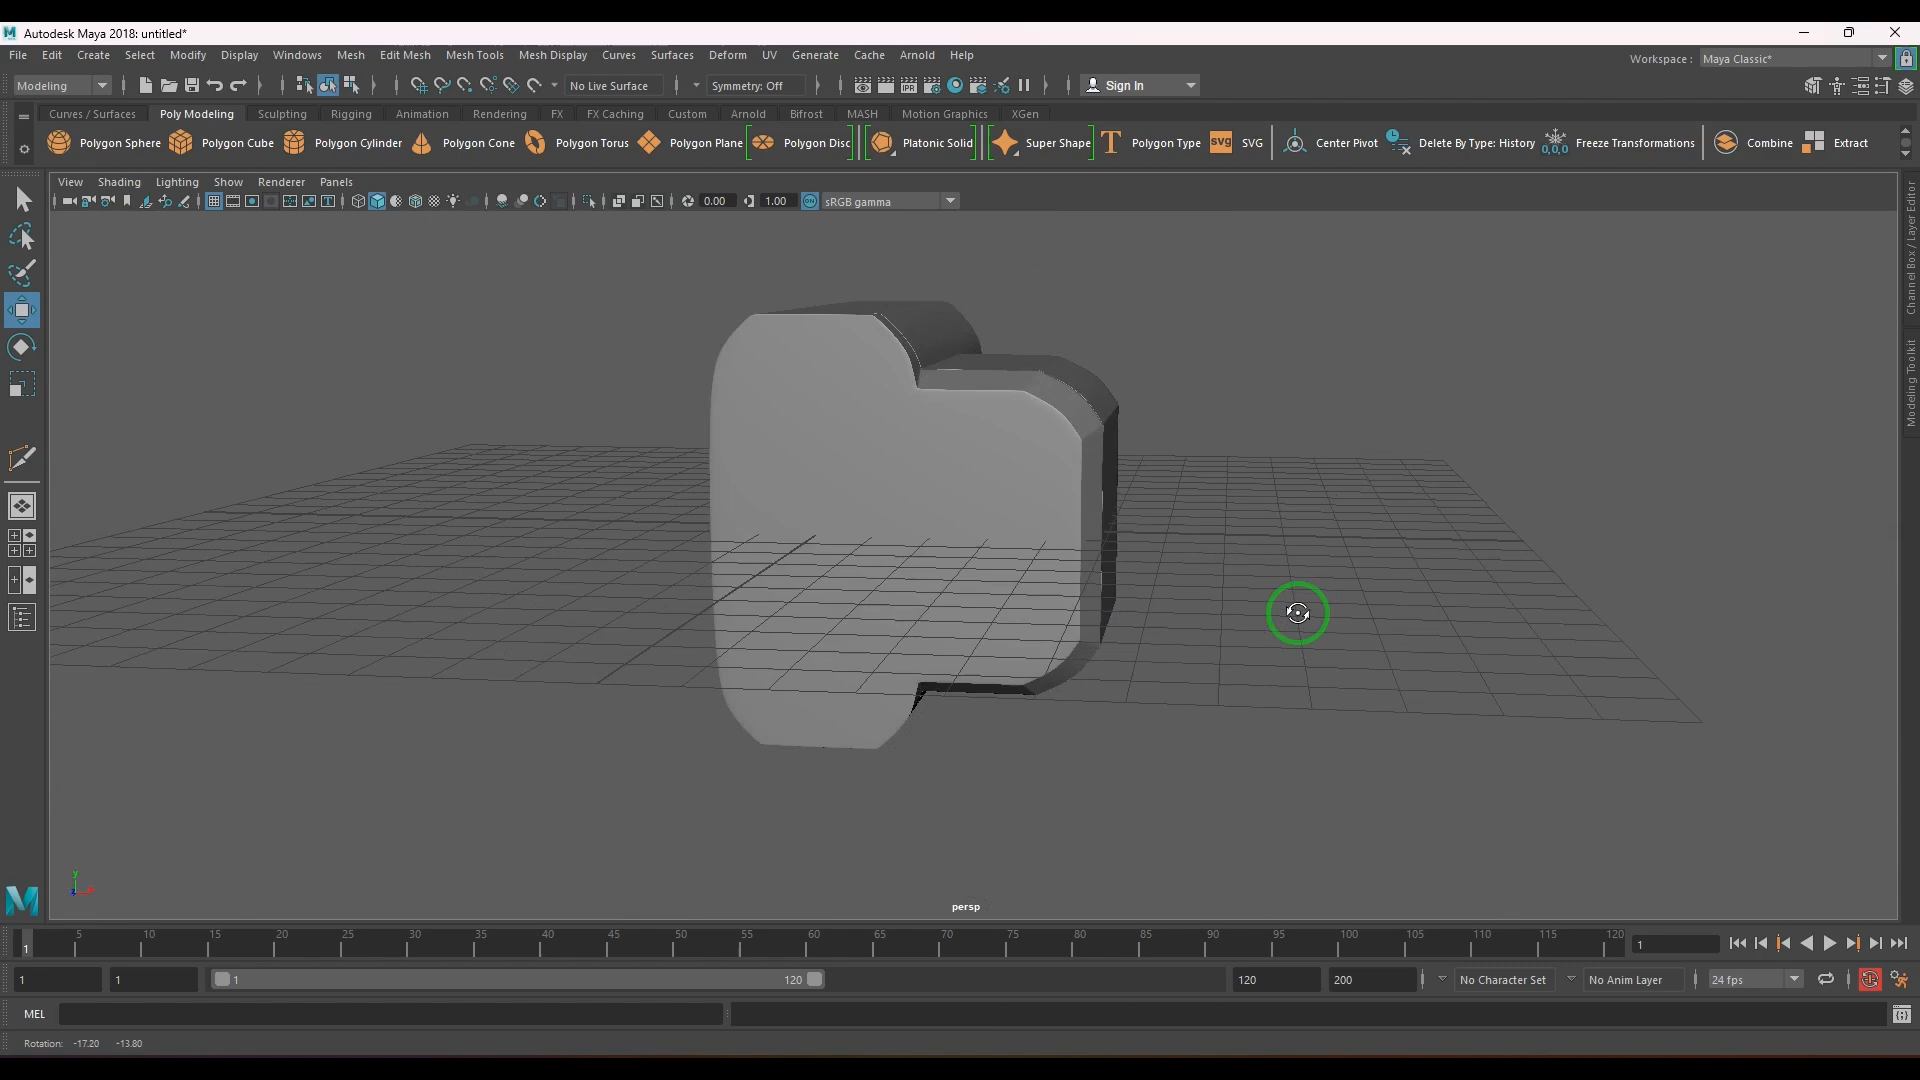 Autodesk Maya 2018: untitled*
File Edit Create Select Modify Display Windows Mesh Edit Mesh Mesh Tools Mesh Display Curves Surfaces Deform UV Generate Cache Arnold Help
Workspace : Maya Classic*
Modeling No Live Surface Symmetry: Off IPR Sign In
Curves / Surfaces Poly Modeling Sculpting Rigging Animation Rendering FX FX Caching Custom Arnold Bifrost MASH Motion Graphics XGen
Polygon Sphere Polygon Cube Polygon Cylinder Polygon Cone Polygon Torus Polygon Plane Polygon Disc Platonic Solid Super Shape T Polygon Type SVG SVG Center Pivot Delete By Type: History 0,0,0 Freeze Transformations Combine Extract
View Shading Lighting Show Renderer Panels
0.00 1.00 ON sRGB gamma
Channel Box / Layer Editor
Modeling Toolkit
y
z x
M
persp
1 5 10 15 20 25 30 35 40 45 50 55 60 65 70 75 80 85 90 95 100 105 110 115 120 1
1 1 1 120 120 200 No Character Set No Anim Layer 24 fps
MEL
Rotation: -17.20 -13.80